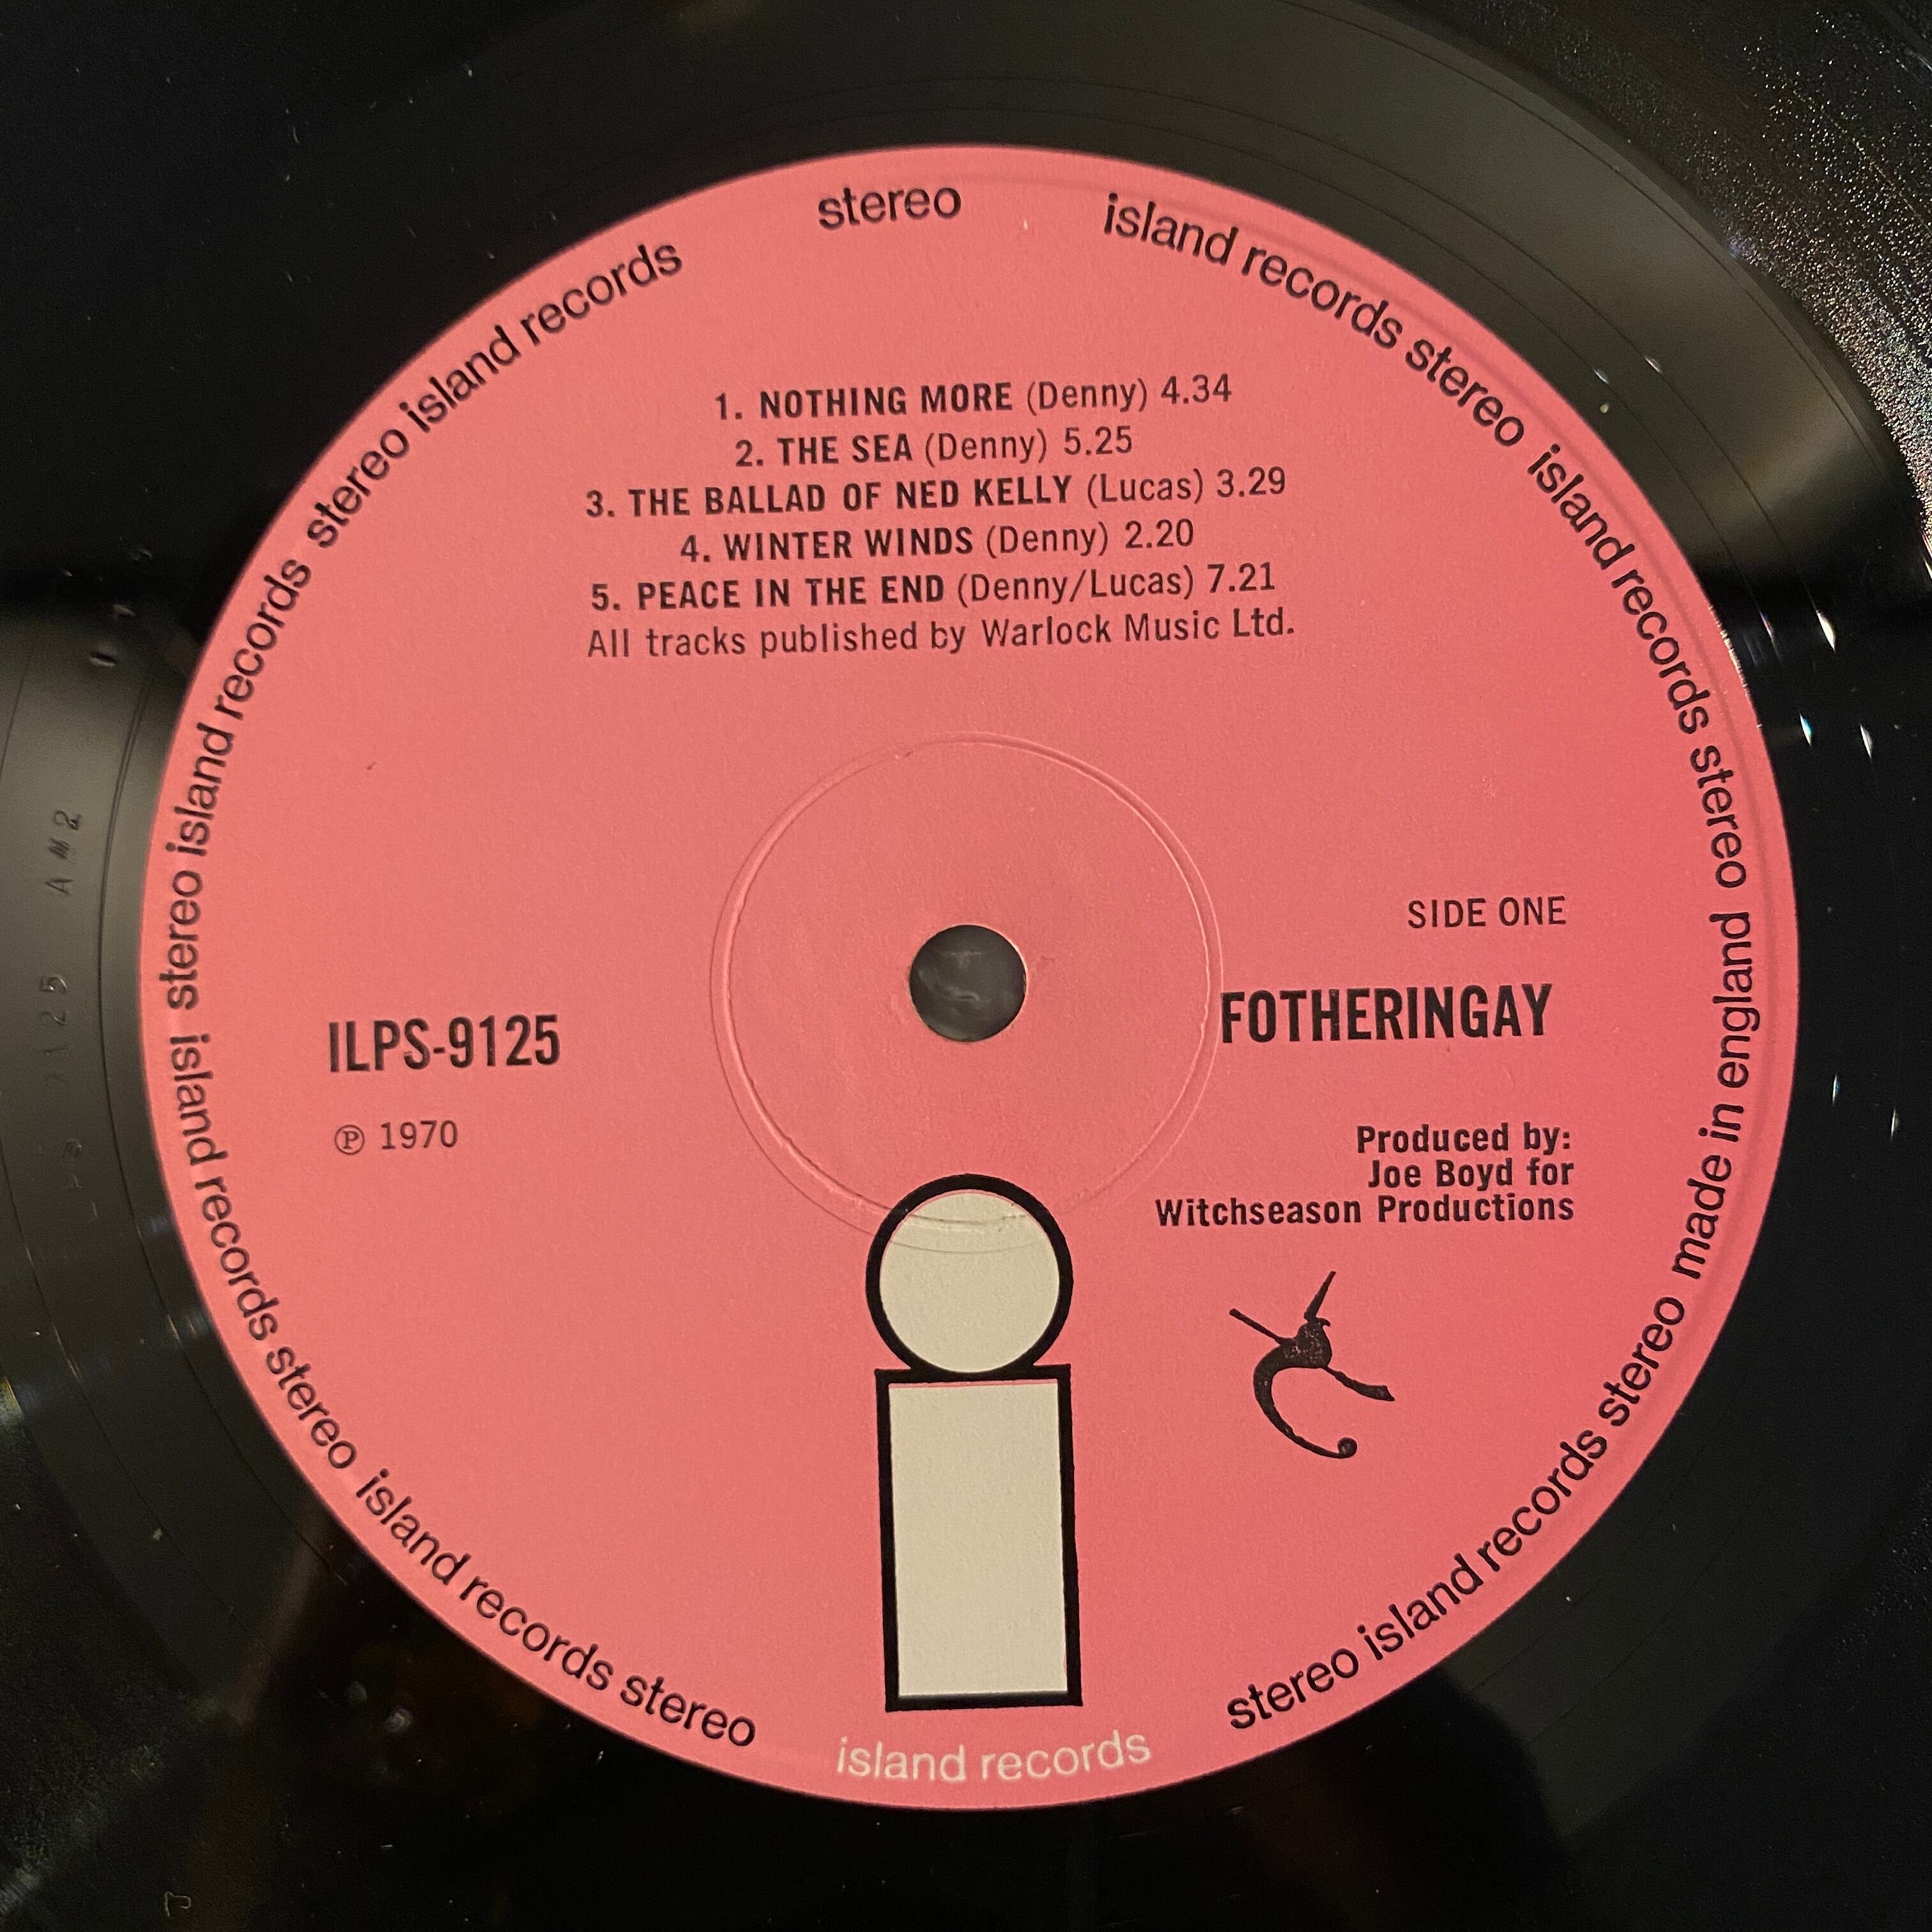 stereo
island records stereo island records stereo made in england
stereo island records stereo
island records
island records stereo island records stereo
stereo island records stereo island records
1. NOTHING MORE (Denny) 4.34
2. THE SEA (Denny) 5.25
3. THE BALLAD OF NED KELLY (Lucas) 3.29
4. WINTER WINDS (Denny) 2.20
5. PEACE IN THE END (Denny/Lucas) 7.21
All tracks published by Warlock Music Ltd.
SIDE ONE
ILPS-9125
FOTHERINGAY
℗ 1970
Produced by:
Joe Boyd for
Witchseason Productions
i